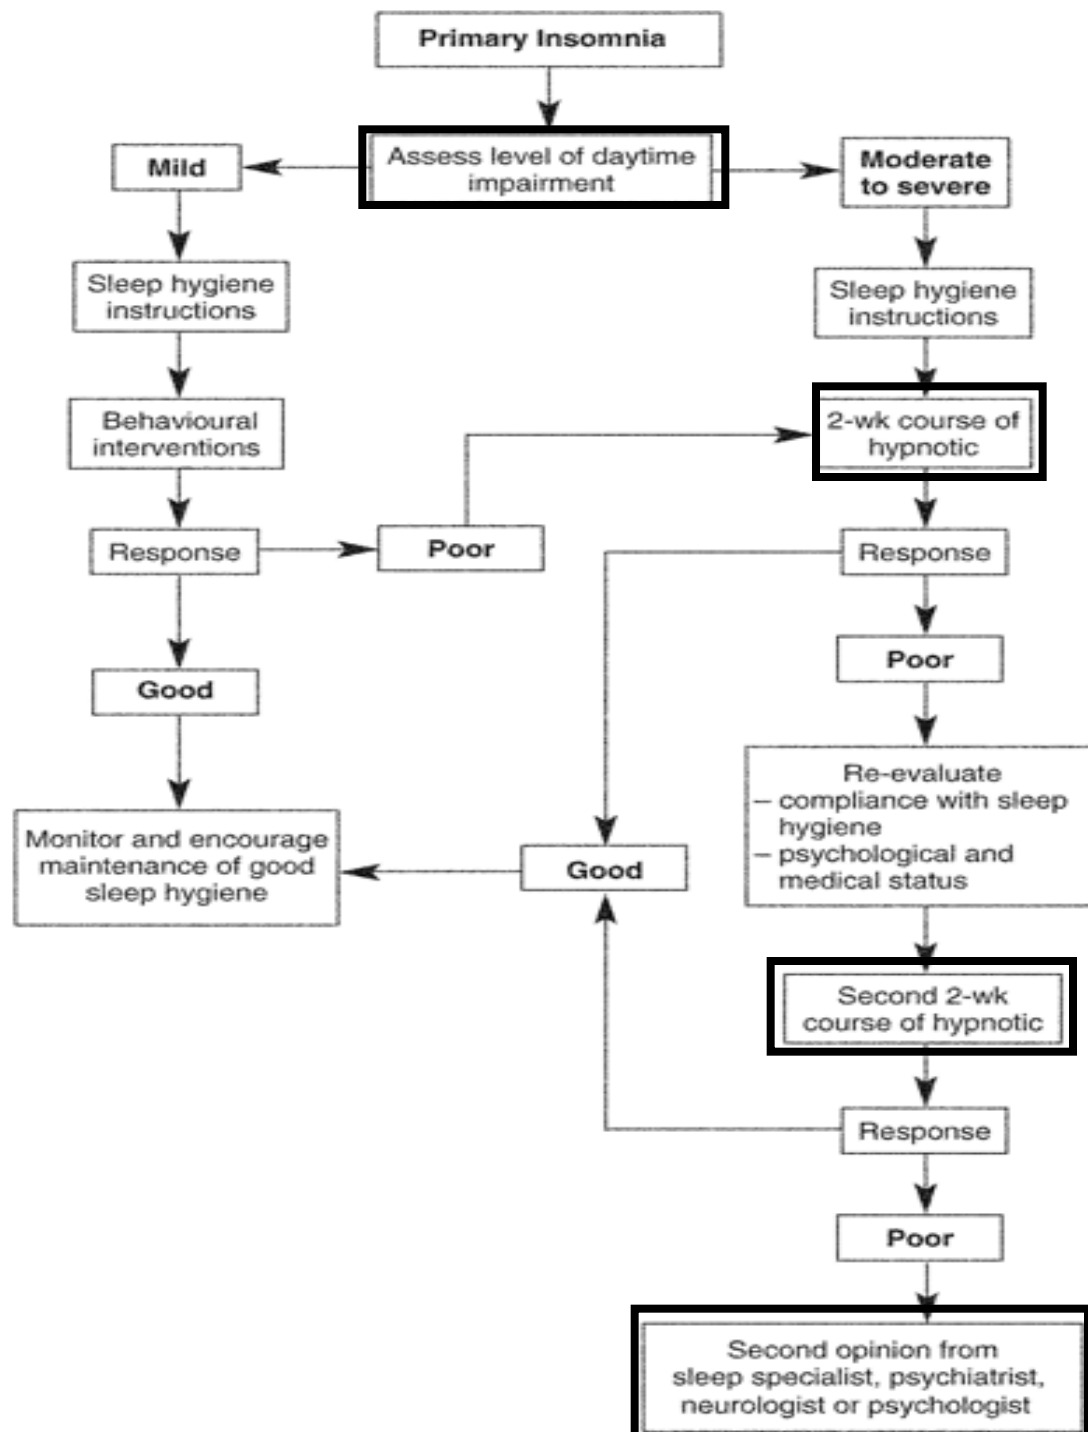 Primary Insomnia
Assess level of daytime
impairment
Mild
Moderate
to severe
Sleep hygiene
instructions
Sleep hygiene
instructions
Behavioural
interventions
2-wk course of
hypnotic
Response
Poor
Response
Poor
Good
Re-evaluate
– compliance with sleep
hygiene
– psychological and
medical status
Monitor and encourage
maintenance of good
sleep hygiene
Good
Second 2-wk
course of hypnotic
Response
Poor
Second opinion from
sleep specialist, psychiatrist,
neurologist or psychologist